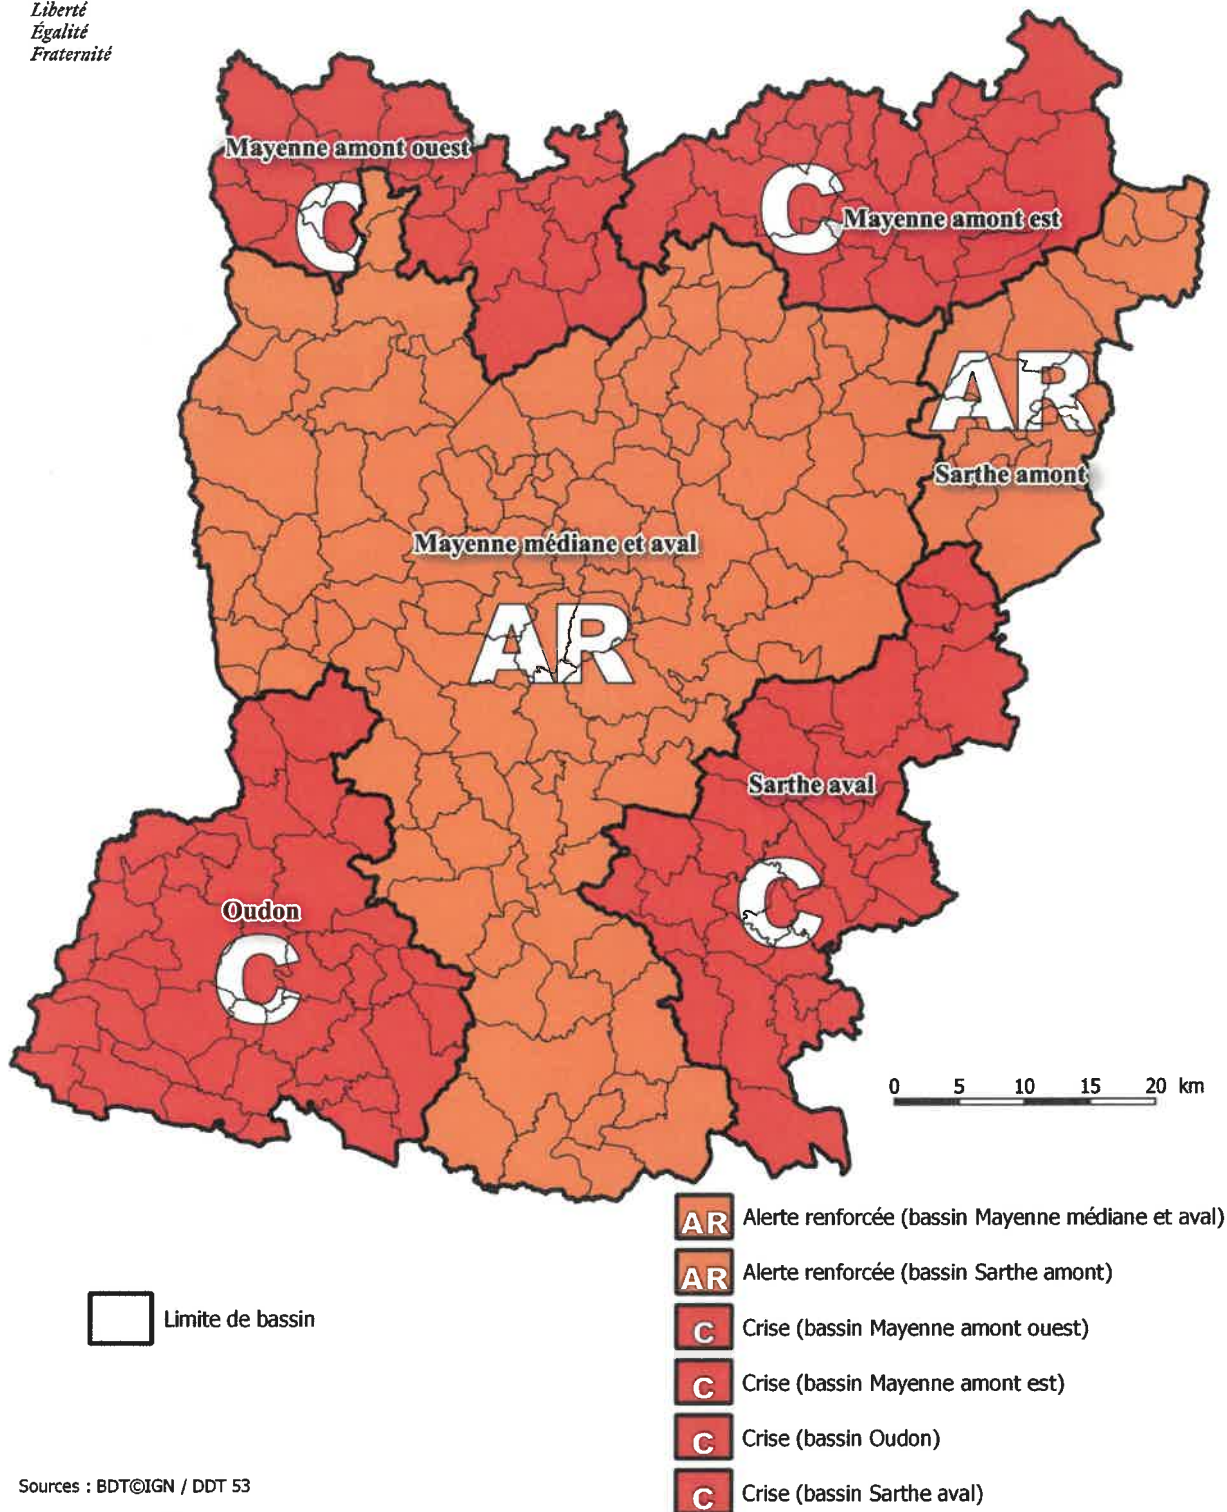 Liberté
Égalité
Fraternité
Mayenne amont ouest
C
C
Mayenne amont est
AR
Sarthe amont
Mayenne médiane et aval
AR
Sarthe aval
C
Oudon
C
0 5 10 15 20 km
AR Alerte renforcée (bassin Mayenne médiane et aval)
AR Alerte renforcée (bassin Sarthe amont)
Limite de bassin
C Crise (bassin Mayenne amont ouest)
C Crise (bassin Mayenne amont est)
C Crise (bassin Oudon)
C Crise (bassin Sarthe aval)
Sources : BDT©IGN / DDT 53